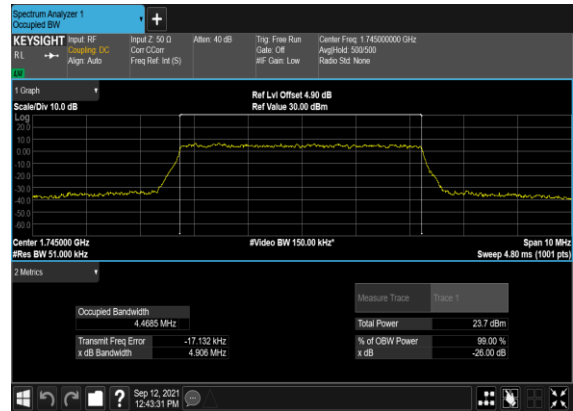 Spectrum Analyzer 1
Occupied BW
+
KEYSIGHT Input: RF Input Z: 50 Ω Atten: 40 dB Trig: Free Run Center Freq: 1.745000000 GHz
RL Coupling: DC Corr CCorr Gate: Off Avg|Hold: 500/500
Align: Auto Freq Ref: Int (S) #IF Gain: Low Radio Std: None
LW
1 Graph
Ref Lvl Offset 4.90 dB
Scale/Div 10.0 dB Ref Value 30.00 dBm
Log
20.0
10.0
0.00
-10.0
-20.0
-30.0
-40.0
-50.0
-60.0
Center 1.745000 GHz #Video BW 150.00 kHz* Span 10 MHz
#Res BW 51.000 kHz Sweep 4.80 ms (1001 pts)
2 Metrics
Measure Trace Trace 1
Occupied Bandwidth
4.4685 MHz
Total Power 23.7 dBm
Transmit Freq Error -17.132 kHz % of OBW Power 99.00 %
x dB Bandwidth 4.906 MHz x dB -26.00 dB
? Sep 12, 2021
12:43:31 PM